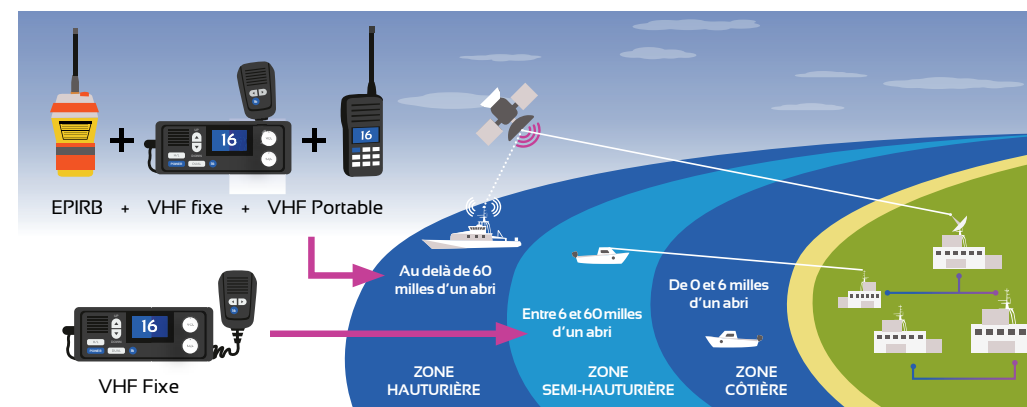 16
16
EPIRB + VHF fixe + VHF Portable
Au delà de 60
milles d'un abri
De 0 et 6 milles
d'un abri
Entre 6 et 60 milles
d'un abri
16
VHF Fixe
ZONE
HAUTURIÈRE
ZONE
SEMI-HAUTURIÈRE
ZONE
CÔTIÈRE